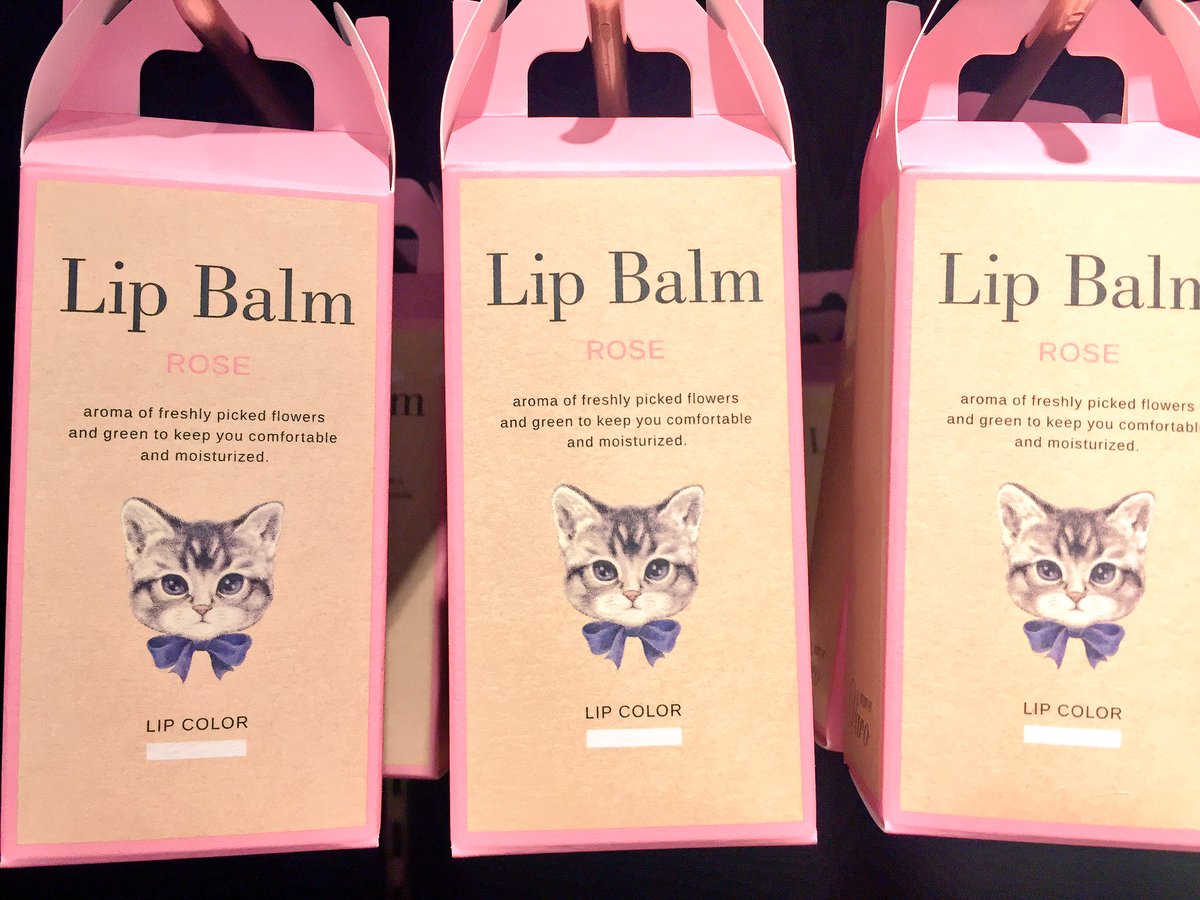 Lip Balm
ROSE
aroma of freshly picked flowers
and green to keep you comfortable
and moisturized.
LIP COLOR
Lip Balm
ROSE
aroma of freshly picked flowers
and green to keep you comfortable
and moisturized.
LIP COLOR
Lip Balm
ROSE
aroma of freshly picked flowers
and green to keep you comfortable
and moisturized.
LIP COLOR